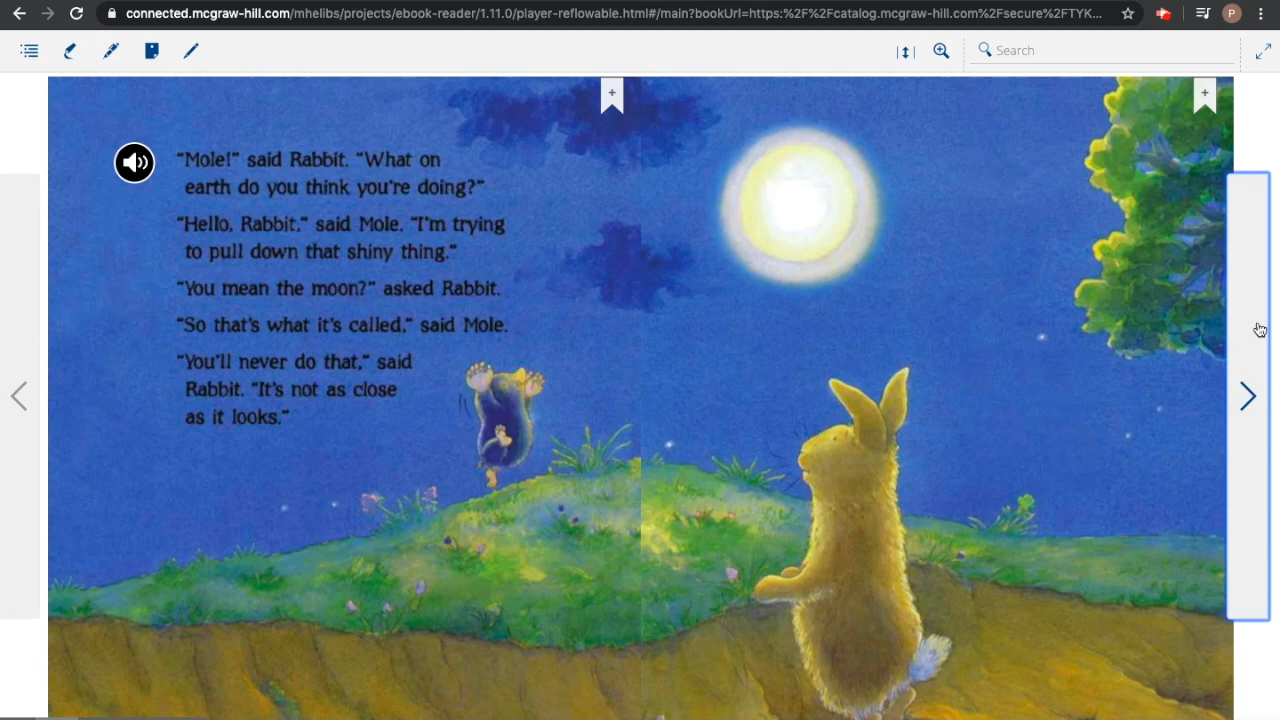 connected.mcgraw-hill.com/mhelibs/projects/ebook-reader/1.11.0/player-reflowable.html#/main?bookUrl=https:%2F%2Fcatalog.mcgraw-hill.com%2Fsecure%2FTYK...
P
Search
+ +
“Mole!” said Rabbit. “What on
earth do you think you’re doing?”
“Hello, Rabbit,” said Mole. “I’m trying
to pull down that shiny thing.”
“You mean the moon?” asked Rabbit.
“So that’s what it’s called,” said Mole.
“You’ll never do that,” said
Rabbit. “It’s not as close
as it looks.”